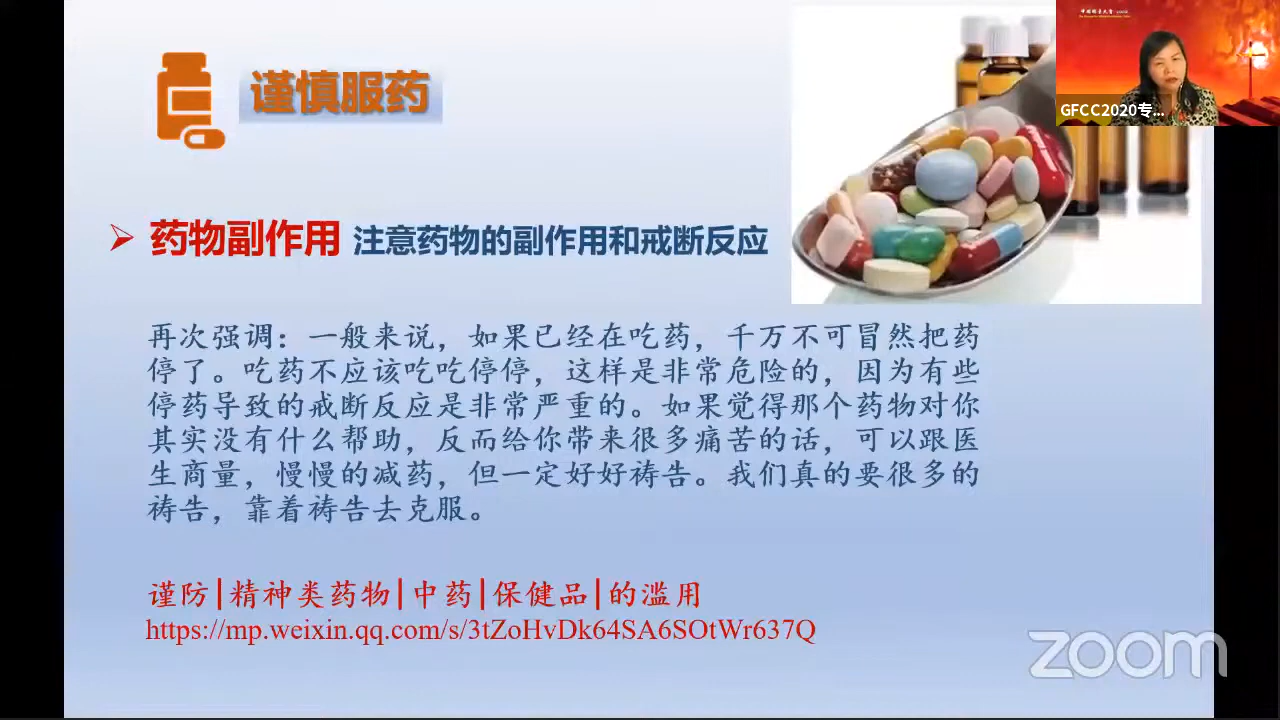 谨慎服药
GFCC2020专...
药物副作用 注意药物的副作用和戒断反应
再次强调：一般来说，如果已经在吃药，千万不可冒然把药
停了。吃药不应该吃吃停停，这样是非常危险的，因为有些
停药导致的戒断反应是非常严重的。如果觉得那个药物对你
其实没有什么帮助，反而给你带来很多痛苦的话，可以跟医
生商量，慢慢的减药，但一定好好祷告。我们真的要很多的
祷告，靠着祷告去克服。
谨防|精神类药物|中药|保健品|的滥用
https://mp.weixin.qq.com/s/3tZoHvDk64SA6SOtWr637Q
zoom